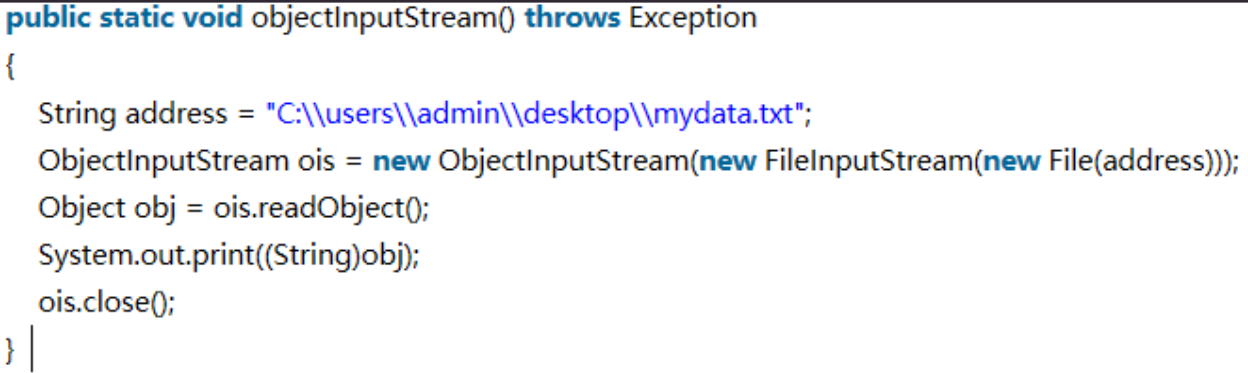 public static void objectInputStream() throws Exception
{
String address = "C:\\users\\admin\\desktop\\mydata.txt";
ObjectInputStream ois = new ObjectInputStream(new FileInputStream(new File(address)));
Object obj = ois.readObject();
System.out.print((String)obj);
ois.close();
}